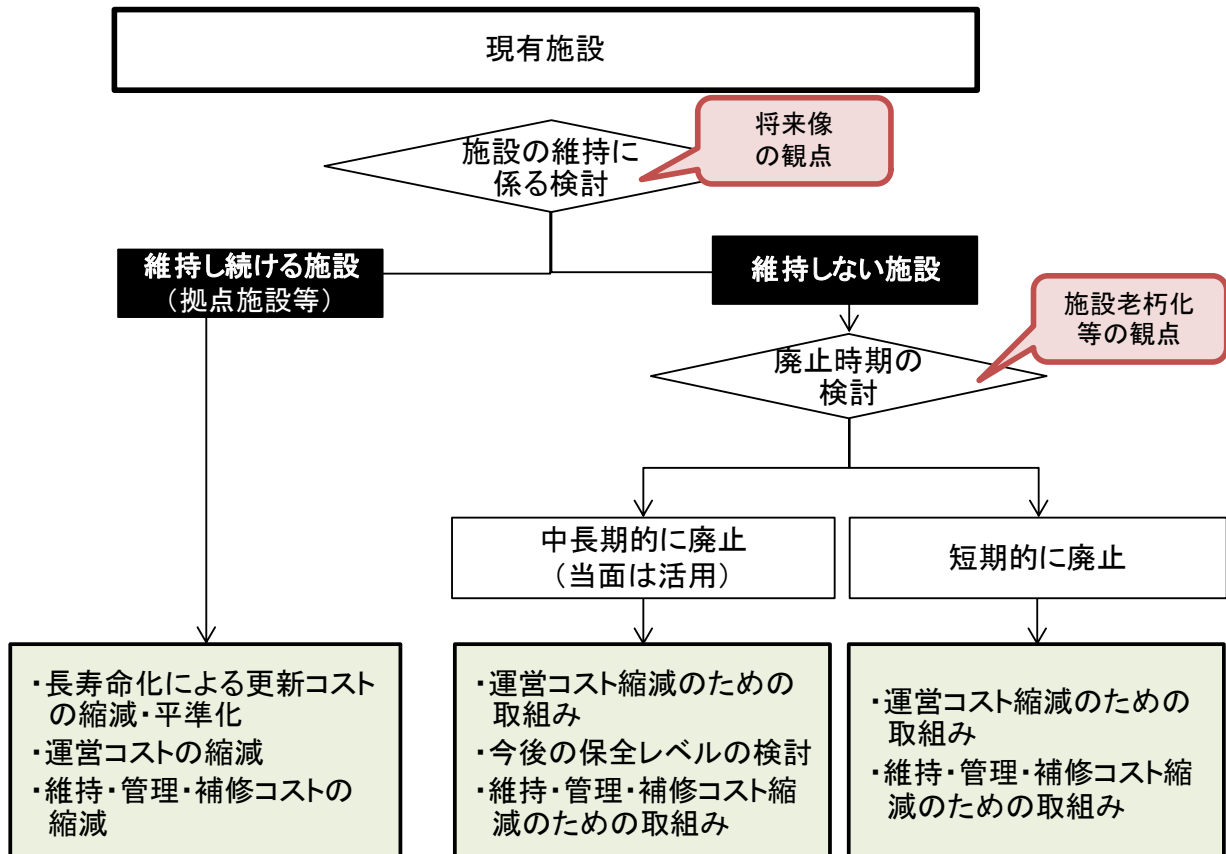 現有施設
将来像
の観点
施設の維持に
係る検討
維持し続ける施設
（拠点施設等）
維持しない施設
施設老朽化
等の観点
廃止時期の
検討
中長期的に廃止
（当面は活用）
短期的に廃止
・長寿命化による更新コスト
の縮減・平準化
・運営コストの縮減
・維持・管理・補修コストの
縮減
・運営コスト縮減のための
取組み
・今後の保全レベルの検討
・維持・管理・補修コスト縮
減のための取組み
・運営コスト縮減のための
取組み
・維持・管理・補修コスト縮
減のための取組み